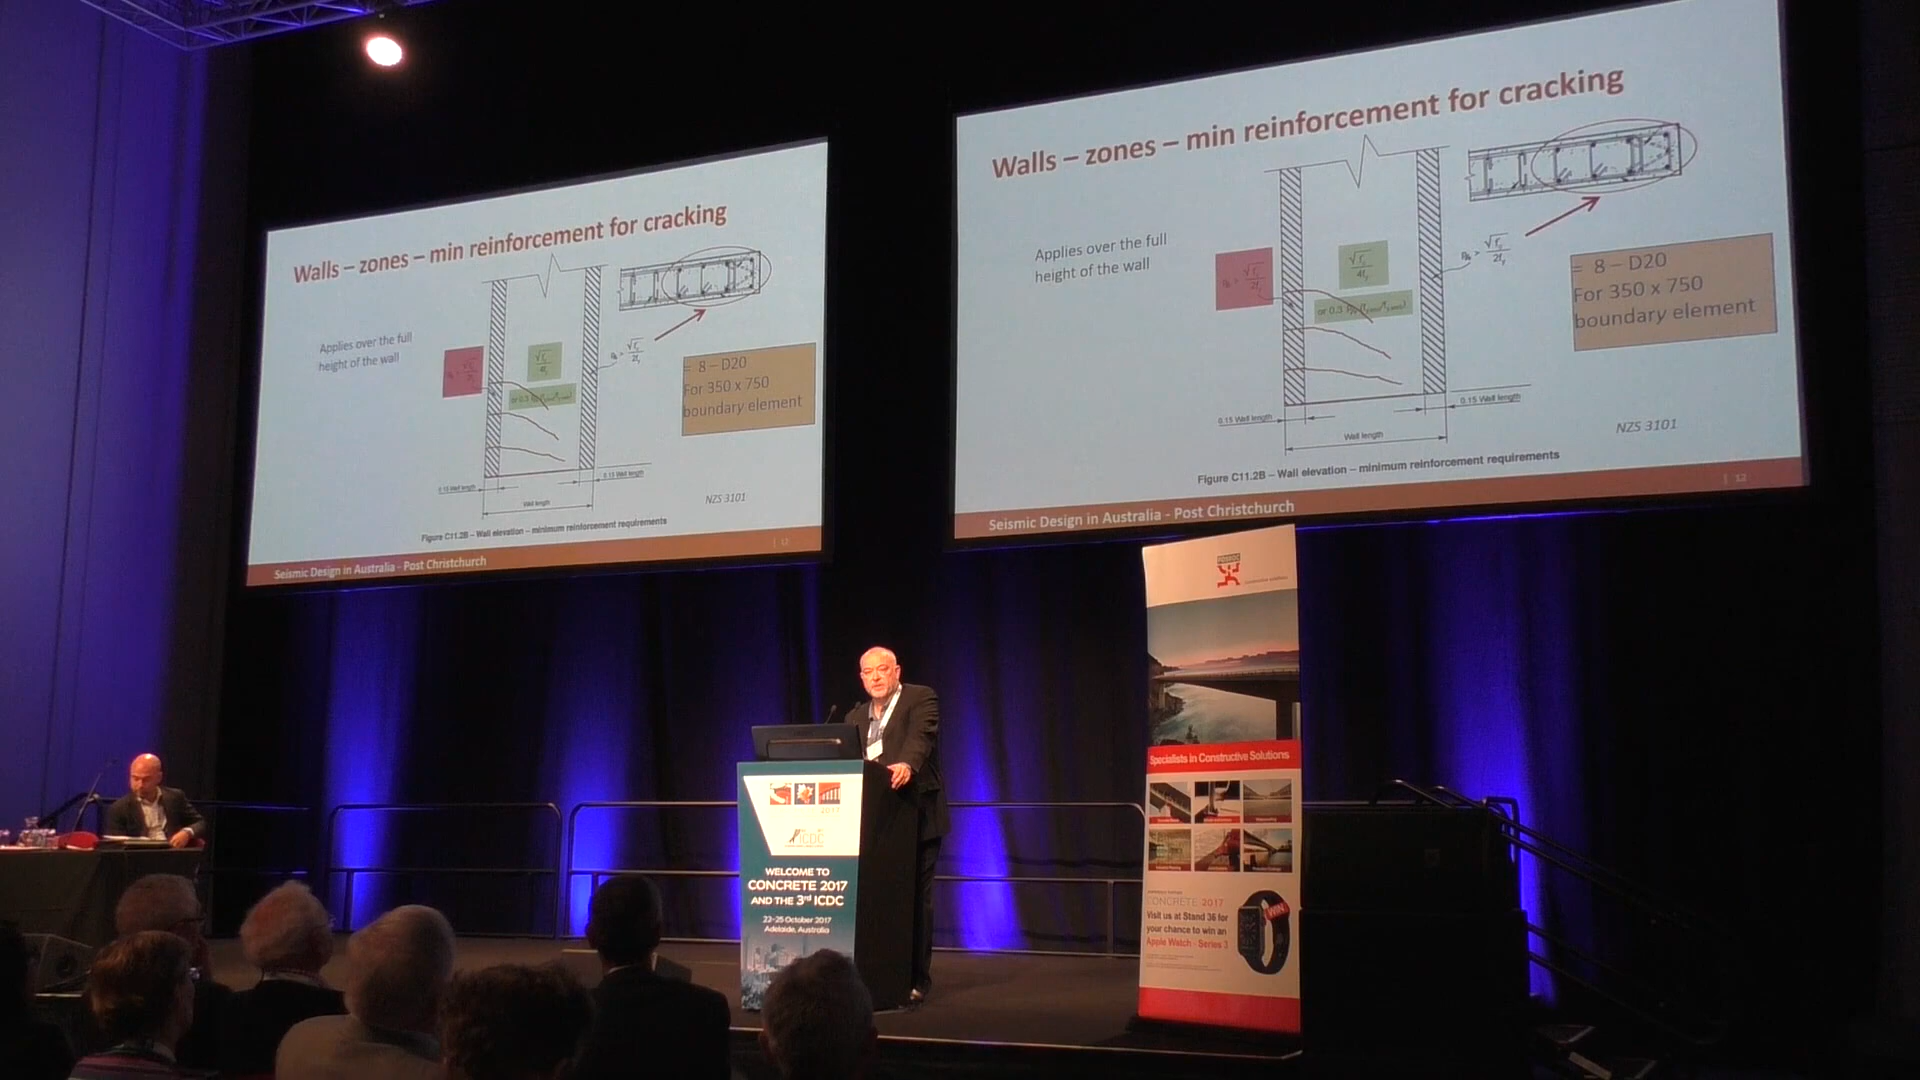 Walls – zones – min reinforcement for cracking
Applies over the full
height of the wall
= 8 – D20
For 350 x 750
boundary element
0.15 Wall length
0.15 Wall length
Wall length
NZS 3101
Figure C11.2B – Wall elevation – minimum reinforcement requirements
Seismic Design in Australia - Post Christchurch
| 12
Walls – zones – min reinforcement for cracking
Applies over the full
height of the wall
= 8 – D20
For 350 x 750
boundary element
0.15 Wall length
0.15 Wall length
Wall length
NZS 3101
Figure C11.2B – Wall elevation – minimum reinforcement requirements
Seismic Design in Australia - Post Christchurch
| 12
2017
ICDC
WELCOME TO
CONCRETE 2017
AND THE 3rd ICDC
22-25 October 2017
Adelaide, Australia
Specialists in Constructive Solutions
CONCRETE 2017
Visit us at Stand 36 for
your chance to win an
Apple Watch - Series 3
WIN